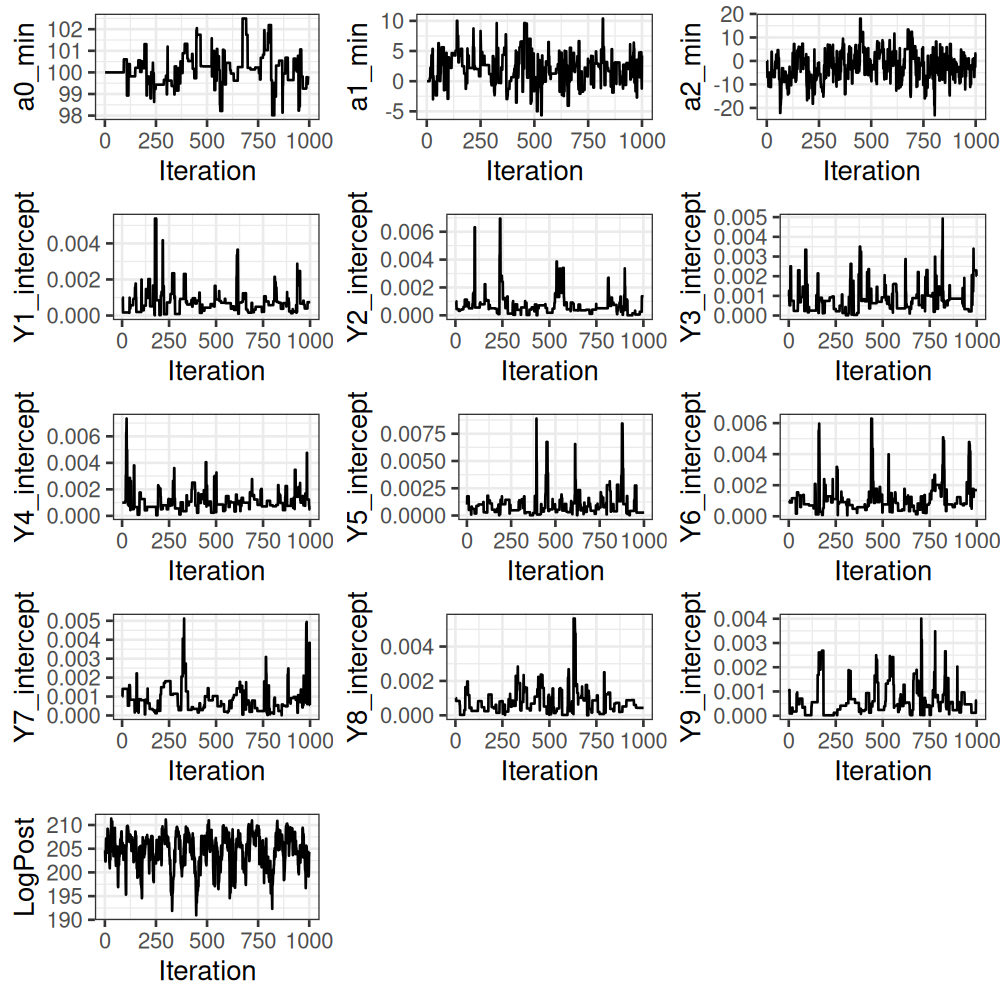 a0_min
102
101
100
99
98
0 250 500 750 1000
Iteration
a1_min
10
5
0
-5
0 250 500 750 1000
Iteration
a2_min
20
10
0
-10
-20
0 250 500 750 1000
Iteration
Y1_intercept
0.004
0.002
0.000
0 250 500 750 1000
Iteration
Y2_intercept
0.006
0.004
0.002
0.000
0 250 500 750 1000
Iteration
Y3_intercept
0.005
0.004
0.003
0.002
0.001
0.000
0 250 500 750 1000
Iteration
Y4_intercept
0.006
0.004
0.002
0.000
0 250 500 750 1000
Iteration
Y5_intercept
0.0075
0.0050
0.0025
0.0000
0 250 500 750 1000
Iteration
Y6_intercept
0.006
0.004
0.002
0.000
0 250 500 750 1000
Iteration
Y7_intercept
0.005
0.004
0.003
0.002
0.001
0.000
0 250 500 750 1000
Iteration
Y8_intercept
0.004
0.002
0.000
0 250 500 750 1000
Iteration
Y9_intercept
0.004
0.003
0.002
0.001
0.000
0 250 500 750 1000
Iteration
LogPost
210
205
200
195
190
0 250 500 750 1000
Iteration